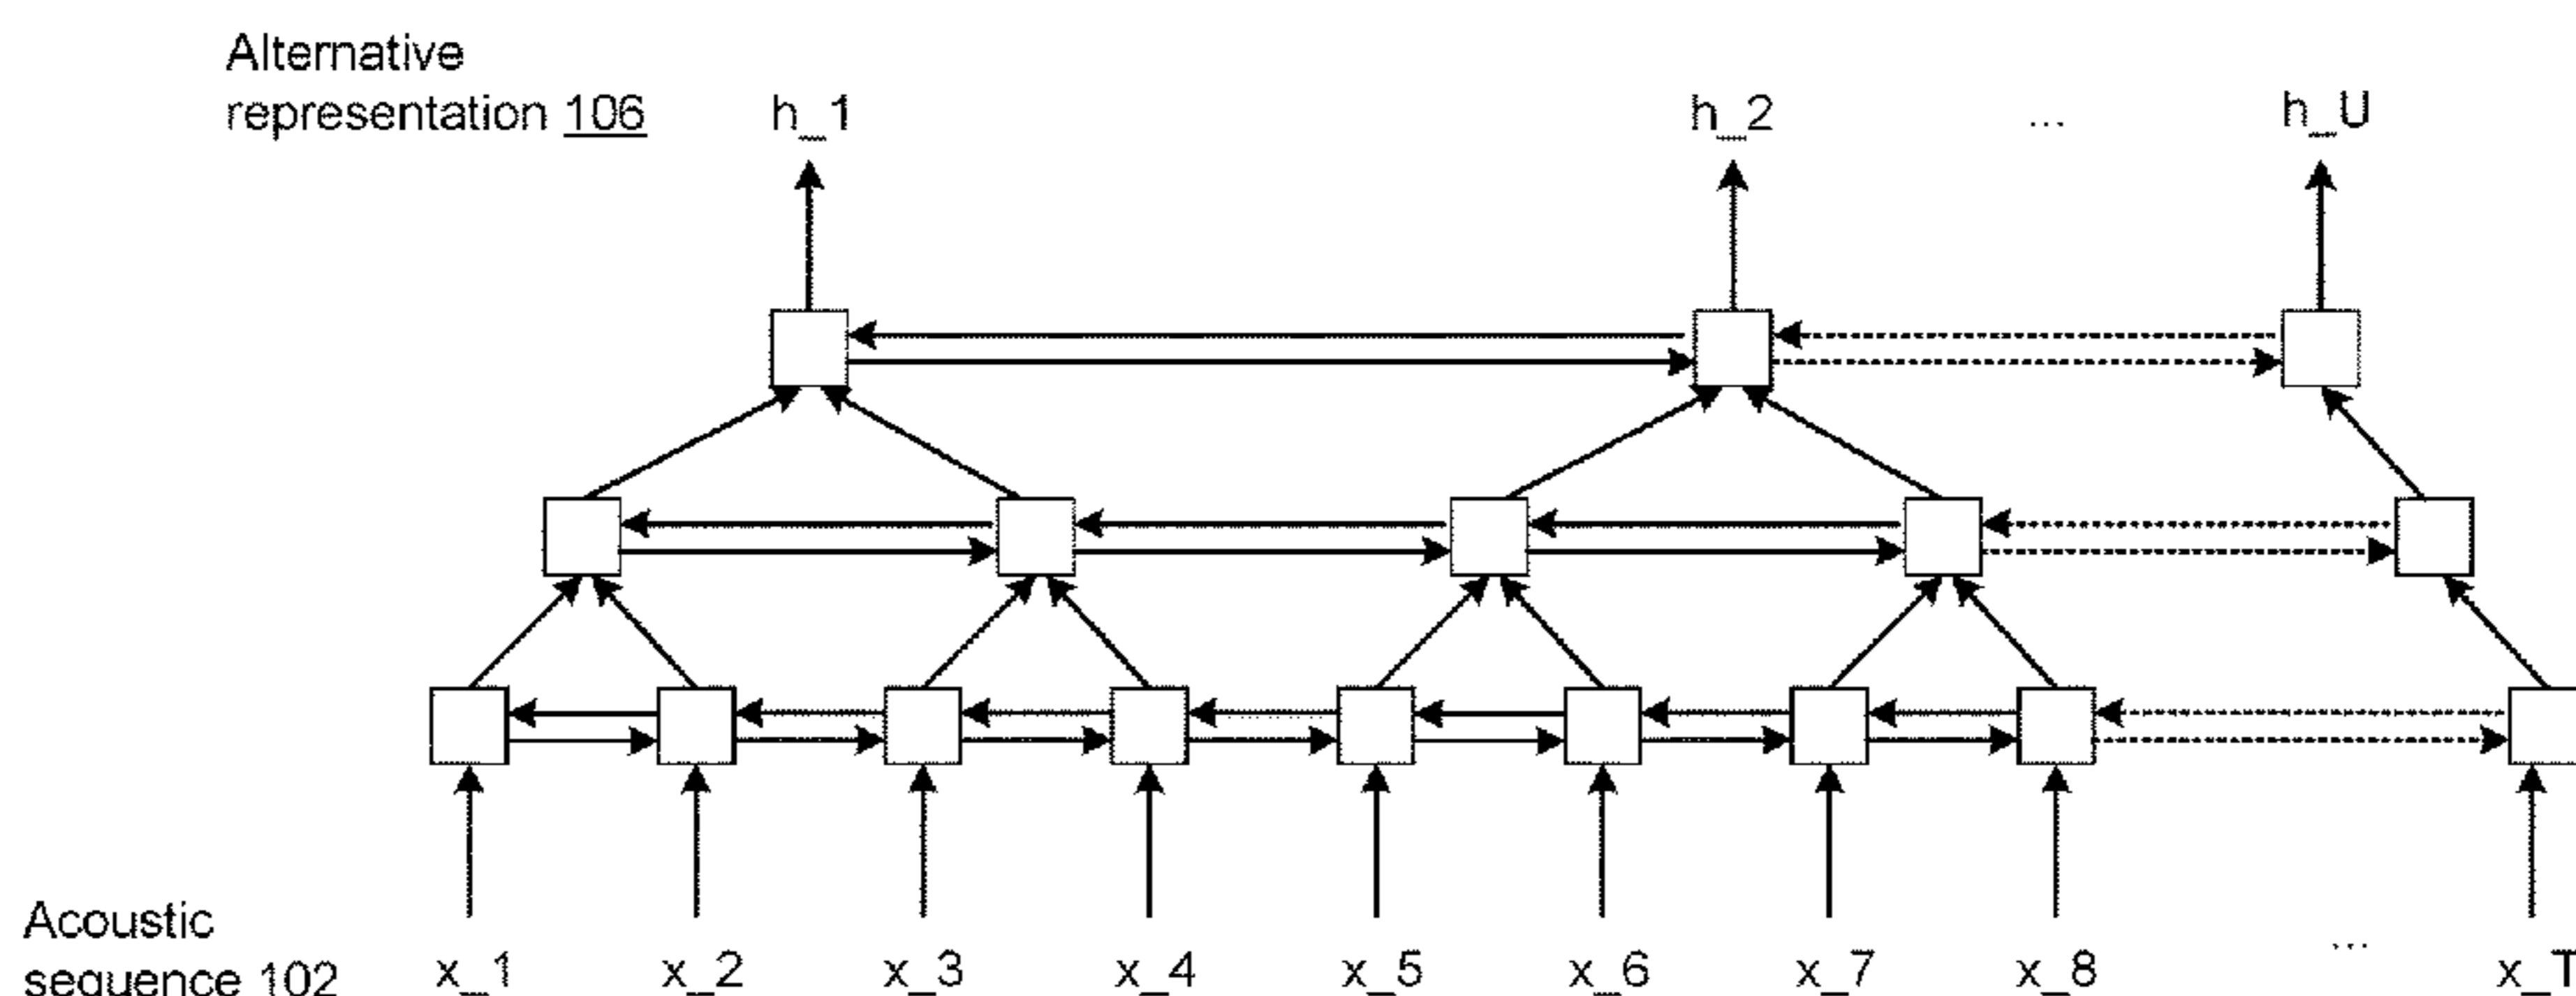 Alternative
representation 106 h_1 h_2 ... h_U
Acoustic
sequence 102 x_1 x_2 x_3 x_4 x_5 x_6 x_7 x_8 ... x_T